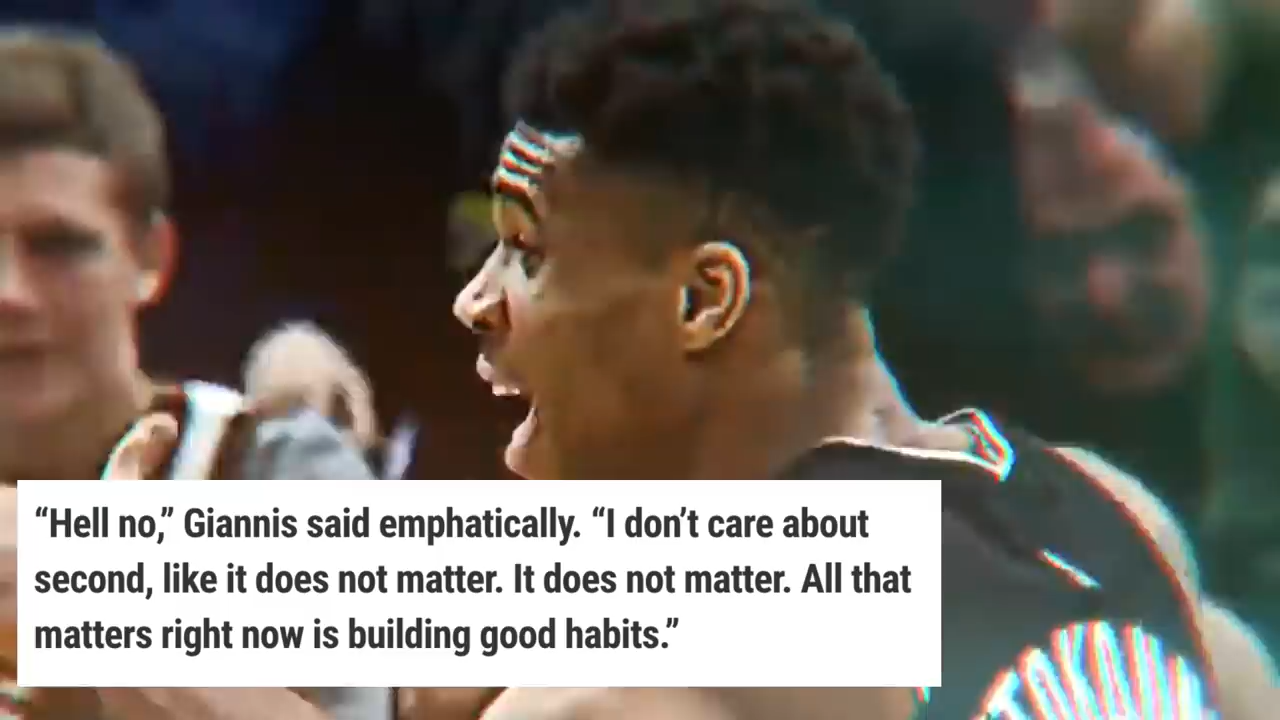 “Hell no,” Giannis said emphatically. “I don’t care about
second, like it does not matter. It does not matter. All that
matters right now is building good habits.”